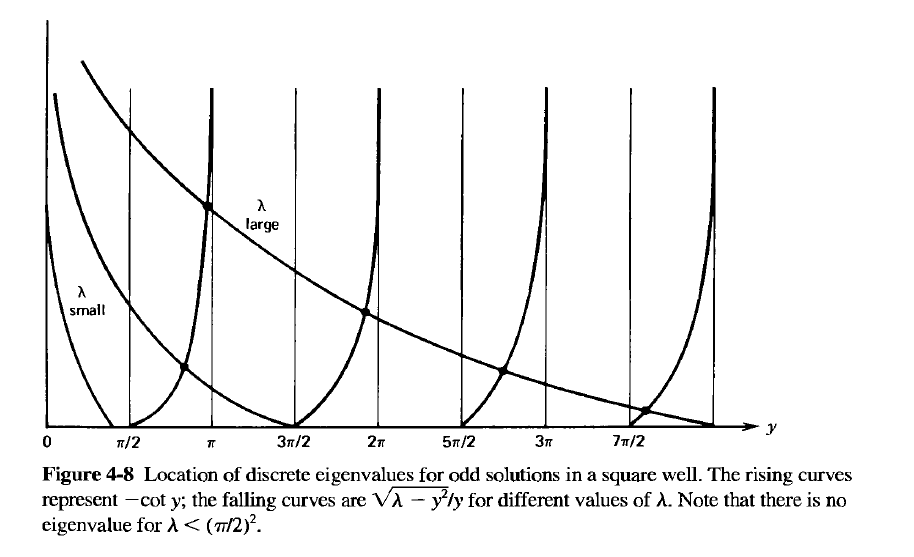 λ
large
λ
small
0 π/2 π 3π/2 2π 5π/2 3π 7π/2 y
Figure 4-8 Location of discrete eigenvalues for odd solutions in a square well. The rising curves
represent −cot y; the falling curves are √λ − y²/y for different values of λ. Note that there is no
eigenvalue for λ < (π/2)².